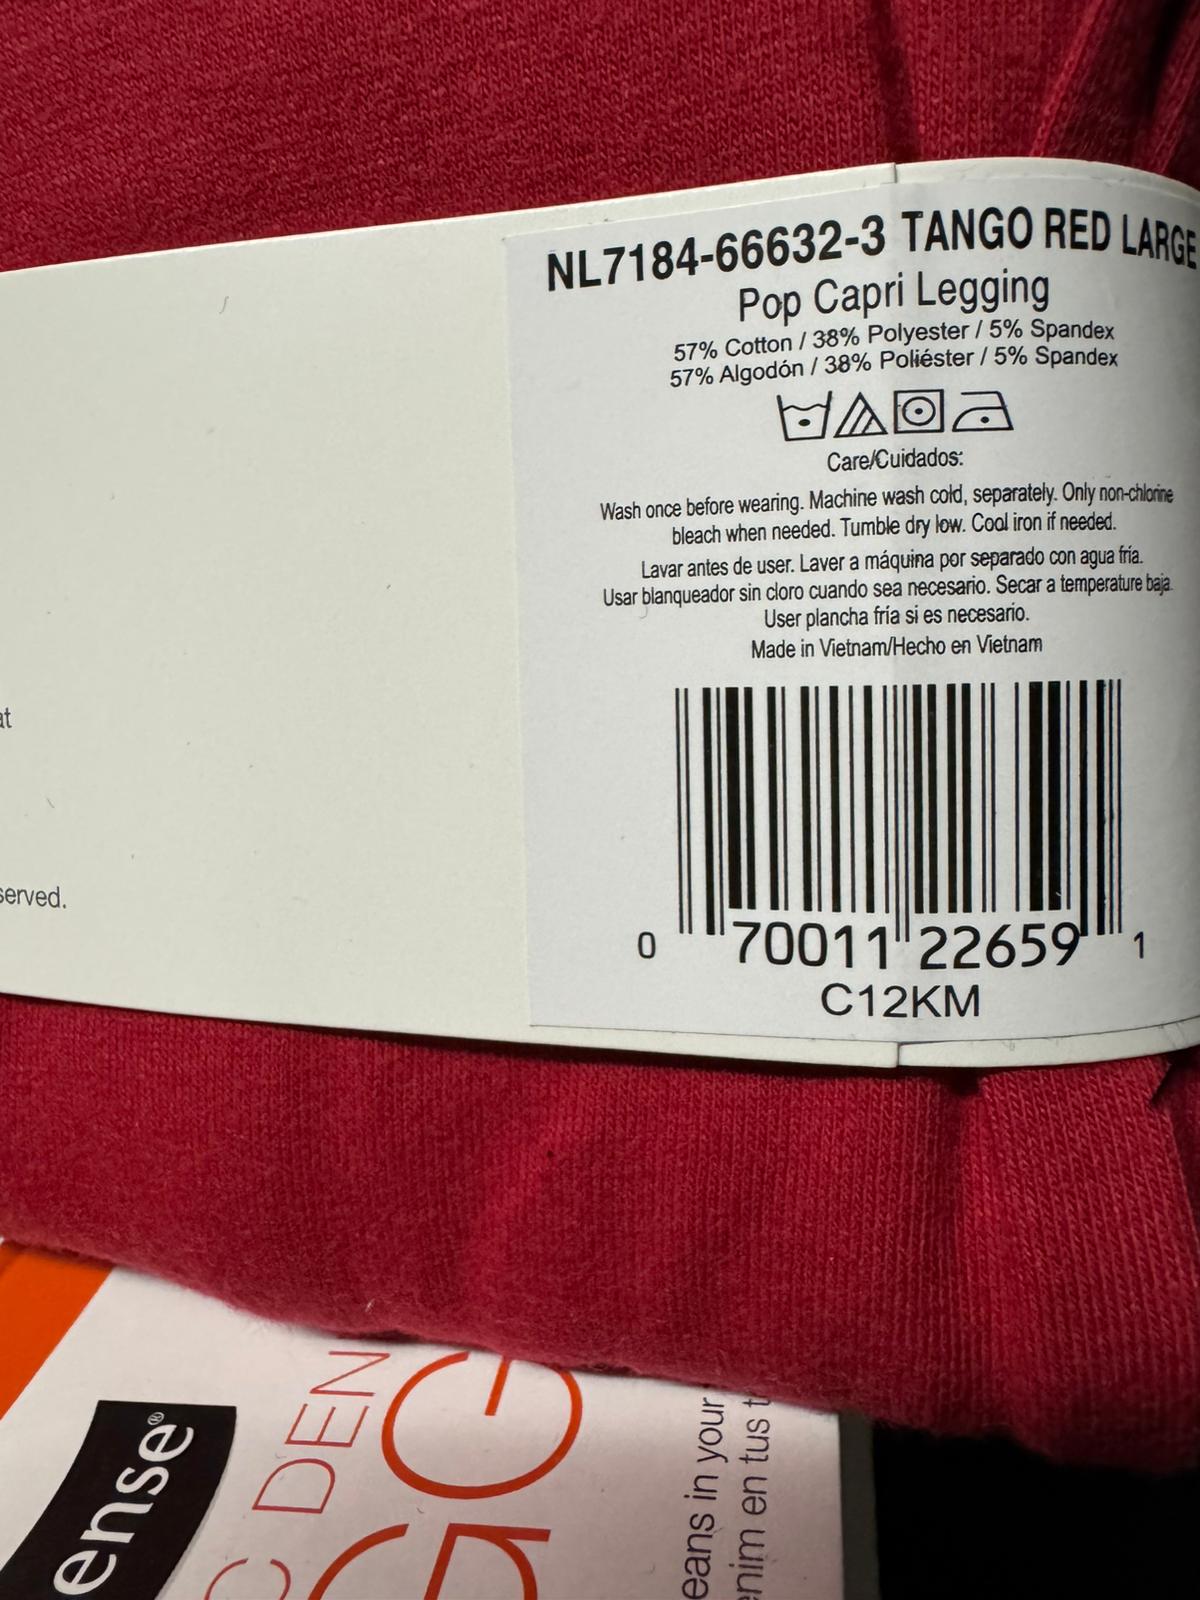 NL7184-66632-3 TANGO RED LARGE
Pop Capri Legging
57% Cotton / 38% Polyester / 5% Spandex
57% Algodón / 38% Poliéster / 5% Spandex
Care/Cuidados:
Wash once before wearing. Machine wash cold, separately. Only non-chlorine
bleach when needed. Tumble dry low. Cool iron if needed.
Lavar antes de user. Laver a máquina por separado con agua fría.
Usar blanqueador sin cloro cuando sea necesario. Secar a temperature baja.
User plancha fría si es necesario.
Made in Vietnam/Hecho en Vietnam
0 70011 22659 1
C12KM
at
served.
ense®
C DEN
GG
eans in your
enim en tus t